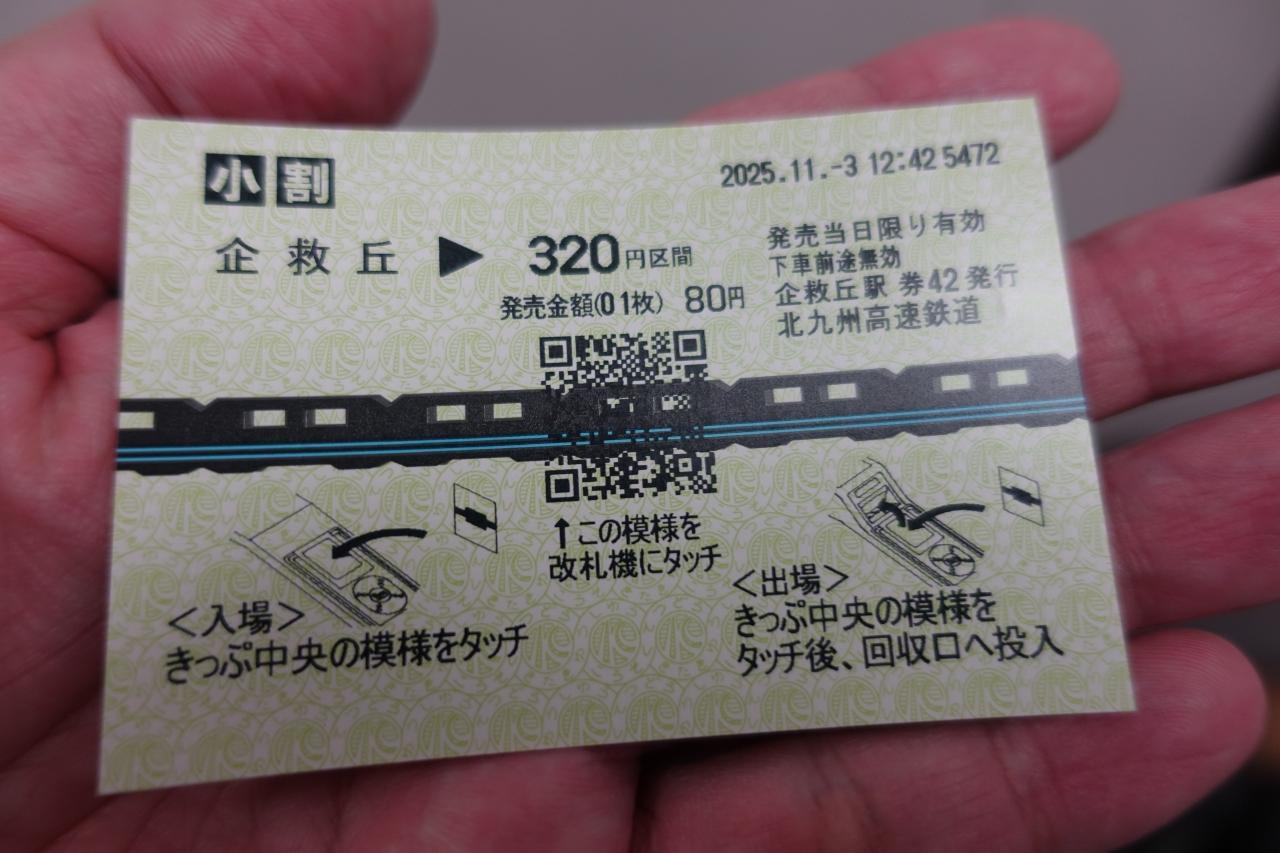 小 割
2025.11.-3 12:42 5472
企救丘 ▶ 320円区間
発売金額(01枚) 80円
発売当日限り有効
下車前途無効
企救丘駅 券42発行
北九州高速鉄道
↑この模様を
改札機にタッチ
<入場>
きっぷ中央の模様をタッチ
<出場>
きっぷ中央の模様を
タッチ後、回収口へ投入